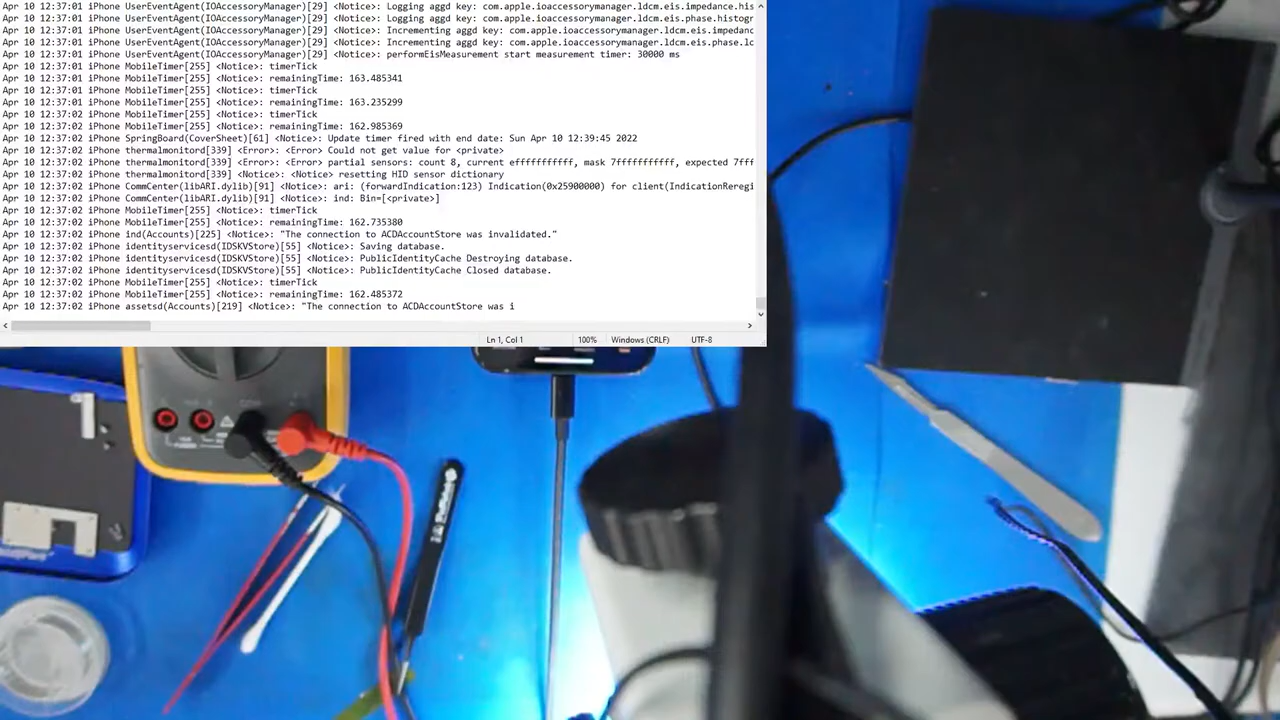 Apr 10 12:37:01 iPhone UserEventAgent(IOAccessoryManager)[29] <Notice>: Logging aggd key: com.apple.ioaccessorymanager.ldcm.eis.impedance.his
Apr 10 12:37:01 iPhone UserEventAgent(IOAccessoryManager)[29] <Notice>: Logging aggd key: com.apple.ioaccessorymanager.ldcm.eis.phase.histogr
Apr 10 12:37:01 iPhone UserEventAgent(IOAccessoryManager)[29] <Notice>: Incrementing aggd key: com.apple.ioaccessorymanager.ldcm.eis.impedanc
Apr 10 12:37:01 iPhone UserEventAgent(IOAccessoryManager)[29] <Notice>: Incrementing aggd key: com.apple.ioaccessorymanager.ldcm.eis.phase.lc
Apr 10 12:37:01 iPhone UserEventAgent(IOAccessoryManager)[29] <Notice>: performEisMeasurement start measurement timer: 30000 ms
Apr 10 12:37:01 iPhone MobileTimer[255] <Notice>: timerTick
Apr 10 12:37:01 iPhone MobileTimer[255] <Notice>: remainingTime: 163.485341
Apr 10 12:37:01 iPhone MobileTimer[255] <Notice>: timerTick
Apr 10 12:37:01 iPhone MobileTimer[255] <Notice>: remainingTime: 163.235299
Apr 10 12:37:02 iPhone MobileTimer[255] <Notice>: timerTick
Apr 10 12:37:02 iPhone MobileTimer[255] <Notice>: remainingTime: 162.985369
Apr 10 12:37:02 iPhone SpringBoard(CoverSheet)[61] <Notice>: Update timer fired with end date: Sun Apr 10 12:39:45 2022
Apr 10 12:37:02 iPhone thermalmonitord[339] <Error>: <Error> Could not get value for <private>
Apr 10 12:37:02 iPhone thermalmonitord[339] <Error>: <Error> partial sensors: count 8, current efffffffffff, mask 7fffffffffff, expected 7fff
Apr 10 12:37:02 iPhone thermalmonitord[339] <Notice>: <Notice> resetting HID sensor dictionary
Apr 10 12:37:02 iPhone CommCenter(libARI.dylib)[91] <Notice>: ari: (forwardIndication:123) Indication(0x25900000) for client(IndicationReregi
Apr 10 12:37:02 iPhone CommCenter(libARI.dylib)[91] <Notice>: ind: Bin=[<private>]
Apr 10 12:37:02 iPhone MobileTimer[255] <Notice>: timerTick
Apr 10 12:37:02 iPhone MobileTimer[255] <Notice>: remainingTime: 162.735380
Apr 10 12:37:02 iPhone ind(Accounts)[225] <Notice>: "The connection to ACDAccountStore was invalidated."
Apr 10 12:37:02 iPhone identityservicesd(IDSKVStore)[55] <Notice>: Saving database.
Apr 10 12:37:02 iPhone identityservicesd(IDSKVStore)[55] <Notice>: PublicIdentityCache Destroying database.
Apr 10 12:37:02 iPhone identityservicesd(IDSKVStore)[55] <Notice>: PublicIdentityCache Closed database.
Apr 10 12:37:02 iPhone MobileTimer[255] <Notice>: timerTick
Apr 10 12:37:02 iPhone MobileTimer[255] <Notice>: remainingTime: 162.485372
Apr 10 12:37:02 iPhone assetsd(Accounts)[219] <Notice>: "The connection to ACDAccountStore was i
Ln 1, Col 1 100% Windows (CRLF) UTF-8